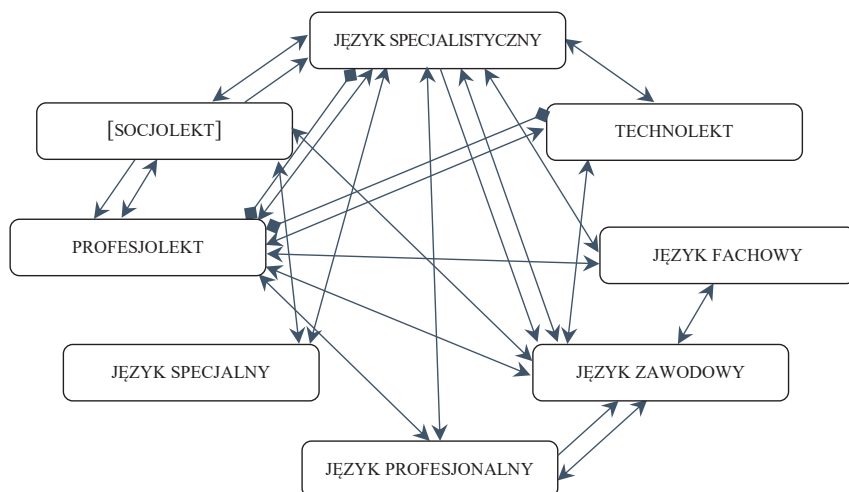 JĘZYK SPECJALISTYCZNY
[SOCJOLEKT]
TECHNOLEKT
PROFESJOLEKT
JĘZYK FACHOWY
JĘZYK SPECJALNY
JĘZYK ZAWODOWY
JĘZYK PROFESJONALNY